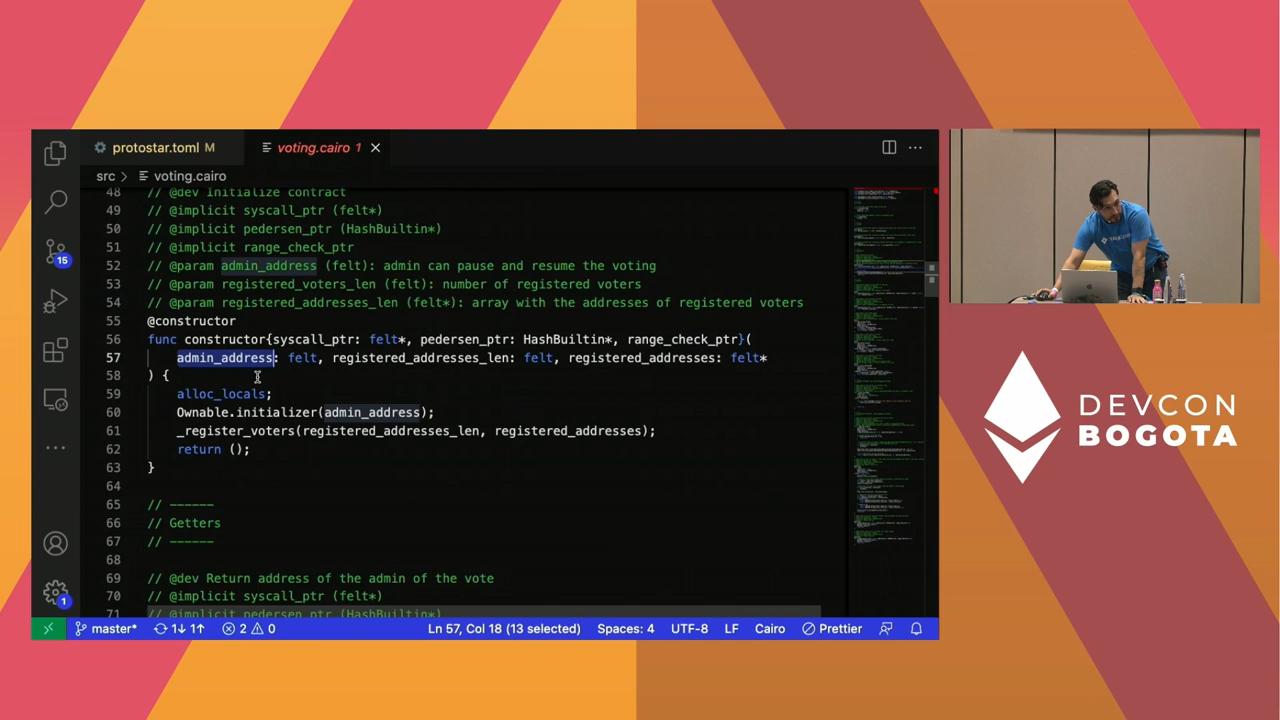 protostar.toml M
voting.cairo 1
src > voting.cairo
48 // @dev Initialize contract
49 // @implicit syscall_ptr (felt*)
50 // @implicit pedersen_ptr (HashBuiltin*)
51 // @implicit range_check_ptr
52 // @param admin_address (felt): admin can pause and resume the voting
53 // @param registered_voters_len (felt): number of registered voters
54 // @param registered_addresses_len (felt*): array with the addresses of registered voters
55 @constructor
56 func constructor{syscall_ptr: felt*, pedersen_ptr: HashBuiltin*, range_check_ptr}(
57 admin_address: felt, registered_addresses_len: felt, registered_addresses: felt*
58 ) {
59 alloc_locals;
60 Ownable.initializer(admin_address);
61 _register_voters(registered_addresses_len, registered_addresses);
62 return ();
63 }
64
65 // ------
66 // Getters
67 // ------
68
69 // @dev Return address of the admin of the vote
70 // @implicit syscall_ptr (felt*)
71 // @implicit pedersen_ptr (HashBuiltin*)
15
1
master* 1↓ 1↑ 2 0 Ln 57, Col 18 (13 selected) Spaces: 4 UTF-8 LF Cairo Prettier
DEVCON
BOGOTA